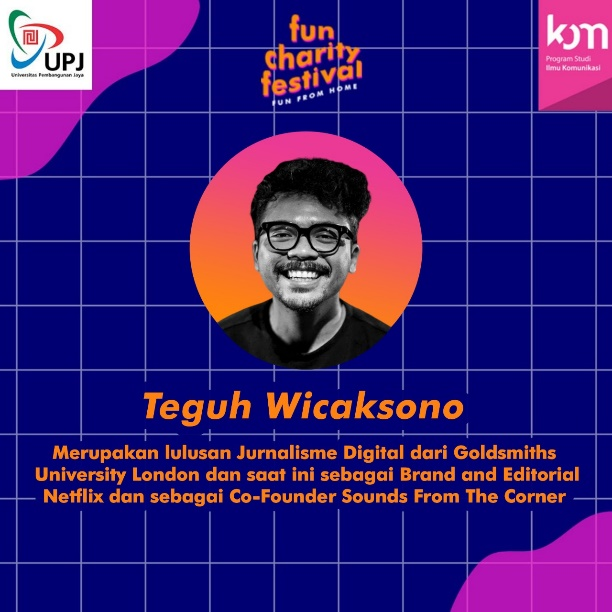 UPJ
Universitas Pembangunan Jaya
fun
charity
festival
FUN FROM HOME
kom
Program Studi
Ilmu Komunikasi
Teguh Wicaksono
Merupakan lulusan Jurnalisme Digital dari Goldsmiths
University London dan saat ini sebagai Brand and Editorial
Netflix dan sebagai Co-Founder Sounds From The Corner